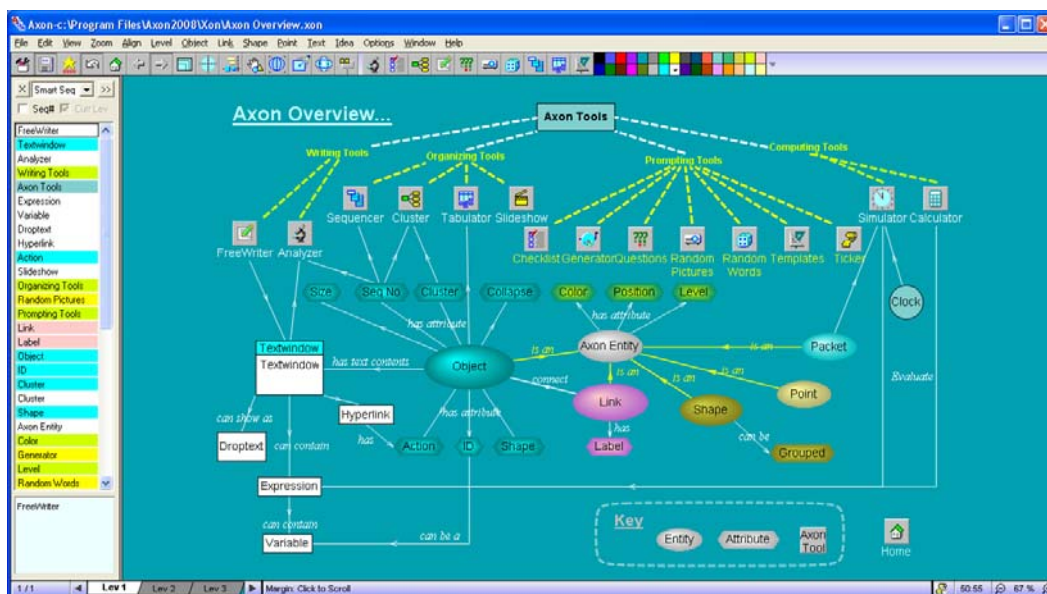 Axon-c:\Program Files\Axon2008\Xon\Axon Overview.xon
File Edit View Zoom Align Level Object Link Shape Point Text Idea Options Window Help
Smart Seq
Seq# Curr Lev
FreeWriter
Textwindow
Analyzer
Writing Tools
Axon Tools
Expression
Variable
Droptext
Hyperlink
Action
Slideshow
Organizing Tools
Random Pictures
Prompting Tools
Link
Label
Object
ID
Cluster
Cluster
Shape
Axon Entity
Color
Generator
Level
Random Words
FreeWriter
Axon Overview...
Axon Tools
Writing Tools
Organizing Tools
Prompting Tools
Computing Tools
Sequencer Cluster Tabulator Slideshow
Simulator Calculator
FreeWriter Analyzer
Checklist Generator Questions Random Pictures Random Words Templates Ticker
Size Seq No Cluster Collapse Color Position Level
Clock
has attribute
has attribute
Textwindow
Textwindow
has text contents
Object
is an
Axon Entity
is an
Packet
connect
is an
is an
is an
Evaluate
Link
Shape
Point
can show as
Hyperlink
has attribute
has
can be
Droptext
can contain
has
Action ID Shape
Label
Grouped
Expression
can contain
Variable
can be a
Key
Entity Attribute Axon Tool
Home
1 / 1 Lev 1 Lev 2 Lev 3 Margin: Click to Scroll 50:55 67 %